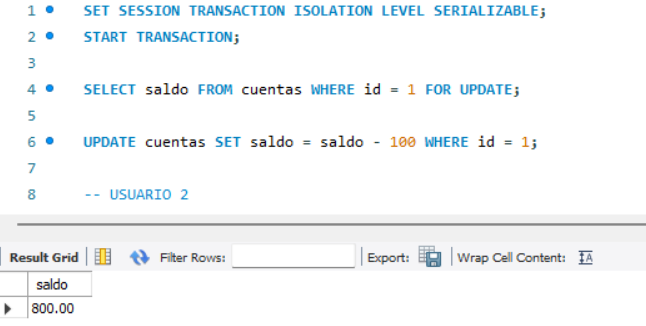 1 SET SESSION TRANSACTION ISOLATION LEVEL SERIALIZABLE;
2 START TRANSACTION;
3
4 SELECT saldo FROM cuentas WHERE id = 1 FOR UPDATE;
5
6 UPDATE cuentas SET saldo = saldo - 100 WHERE id = 1;
7
8 -- USUARIO 2
Result Grid Filter Rows: Export: Wrap Cell Content: IA
saldo
800.00